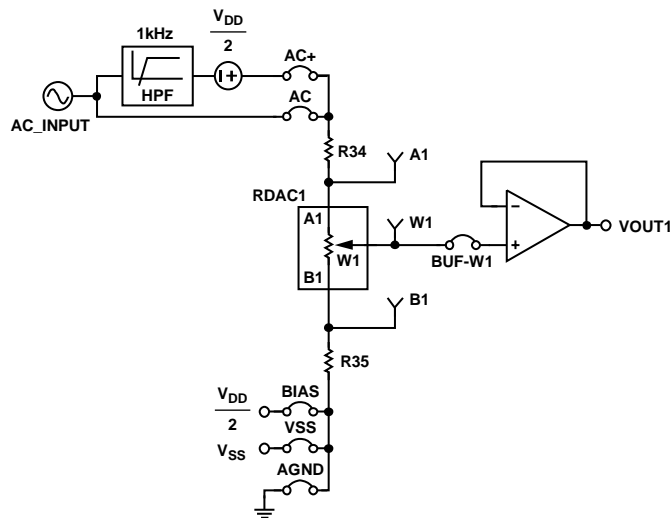 1kHz
VDD
2
AC+
HPF
AC
AC_INPUT
R34
A1
RDAC1
A1
W1
W1
BUF-W1
VOUT1
B1
B1
R35
VDD
2
BIAS
VSS
VSS
AGND